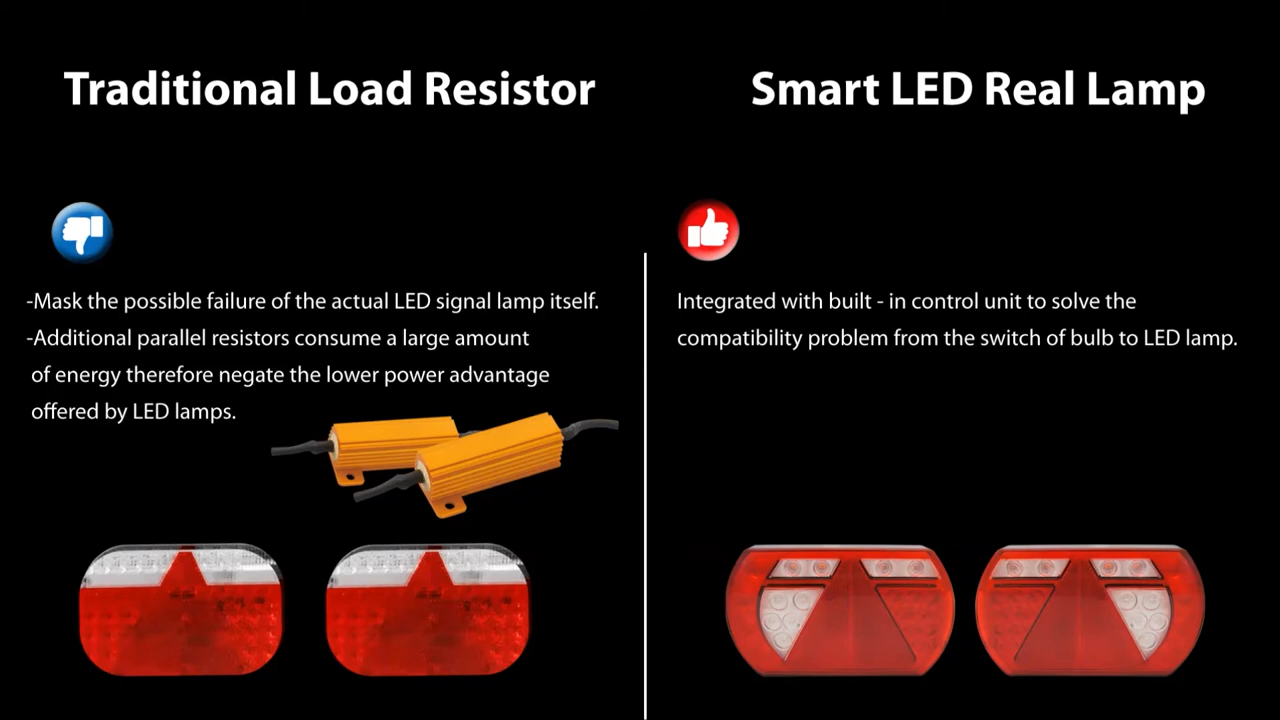 Traditional Load Resistor
-Mask the possible failure of the actual LED signal lamp itself.
-Additional parallel resistors consume a large amount
of energy therefore negate the lower power advantage
offered by LED lamps.
Smart LED Real Lamp
Integrated with built - in control unit to solve the
compatibility problem from the switch of bulb to LED lamp.